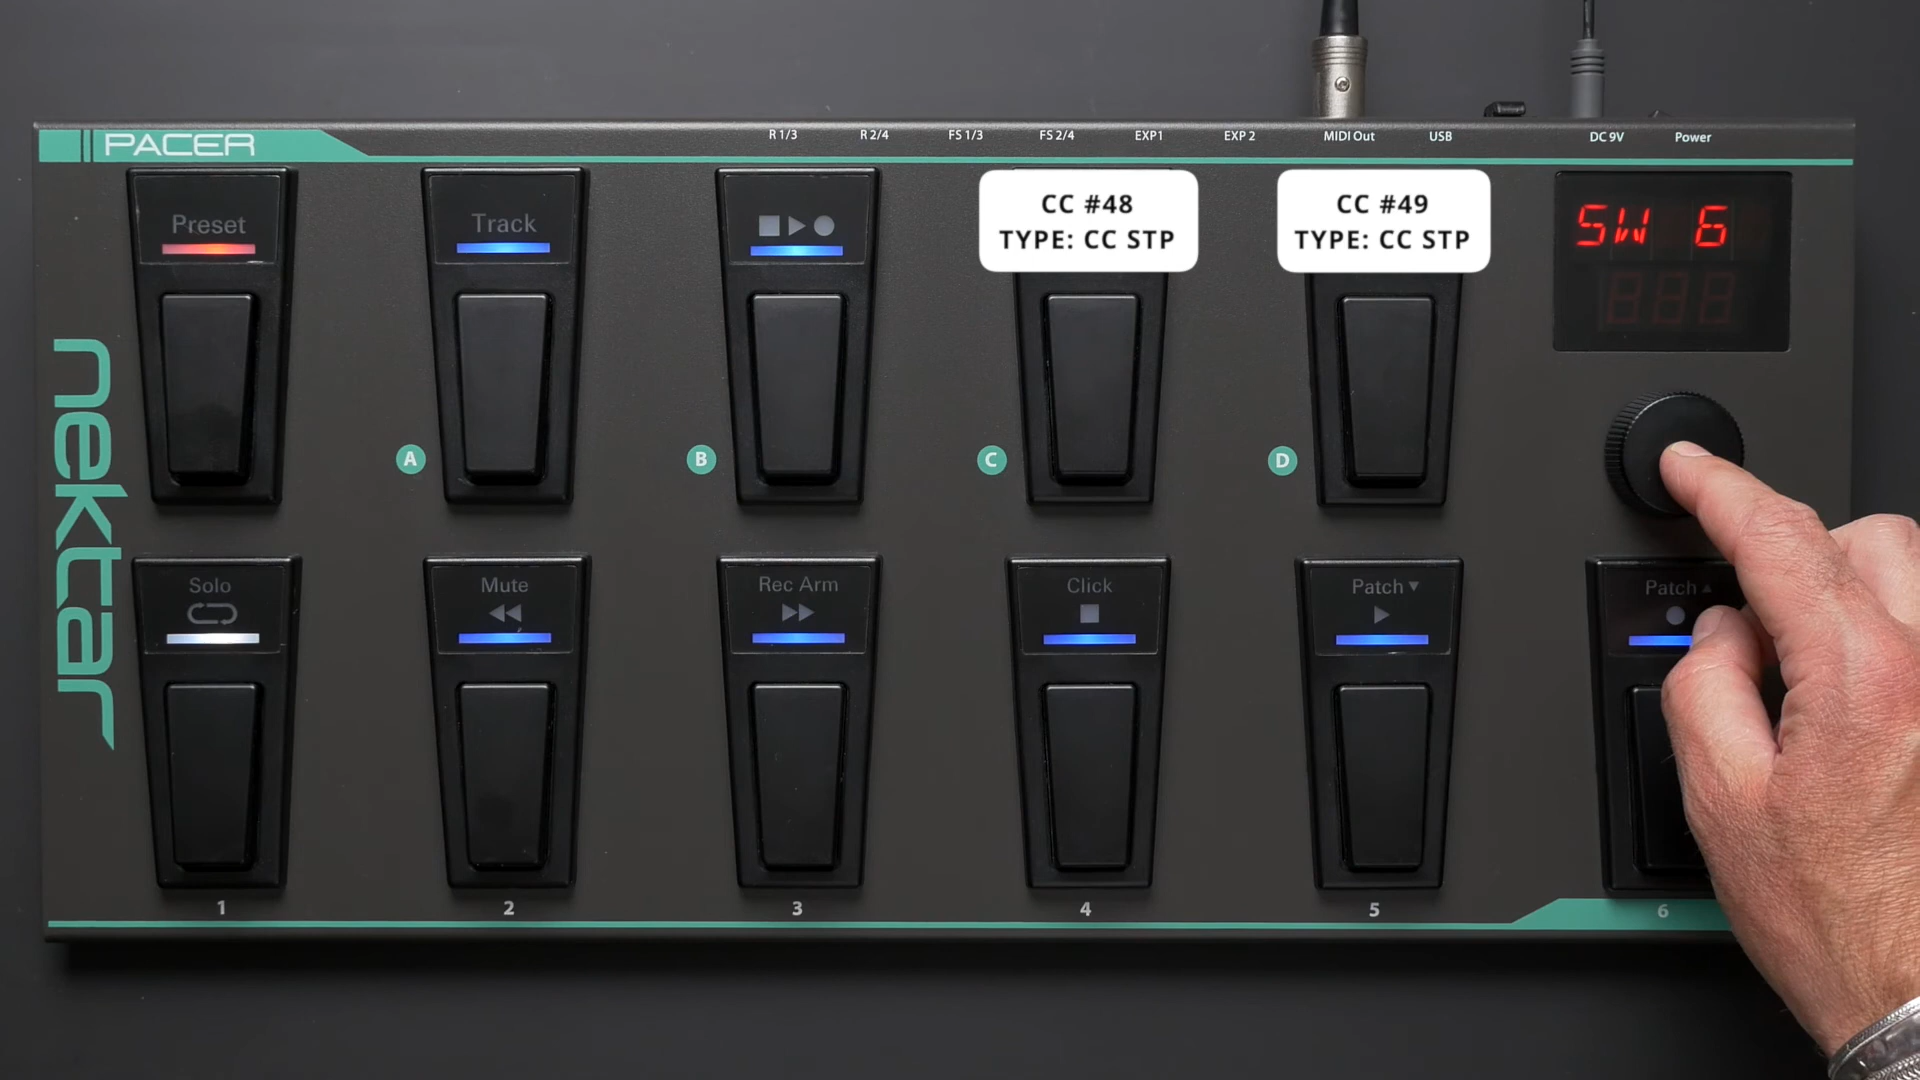 PACER
R 1/3 R 2/4 FS 1/3 FS 2/4 EXP1 EXP 2 MIDI Out USB DC 9V Power
Preset
Track
CC #48
TYPE: CC STP
CC #49
TYPE: CC STP
SW 6
nektar
A
B
C
D
Solo
Mute
Rec Arm
Click
Patch ▼
Patch ▲
1
2
3
4
5
6